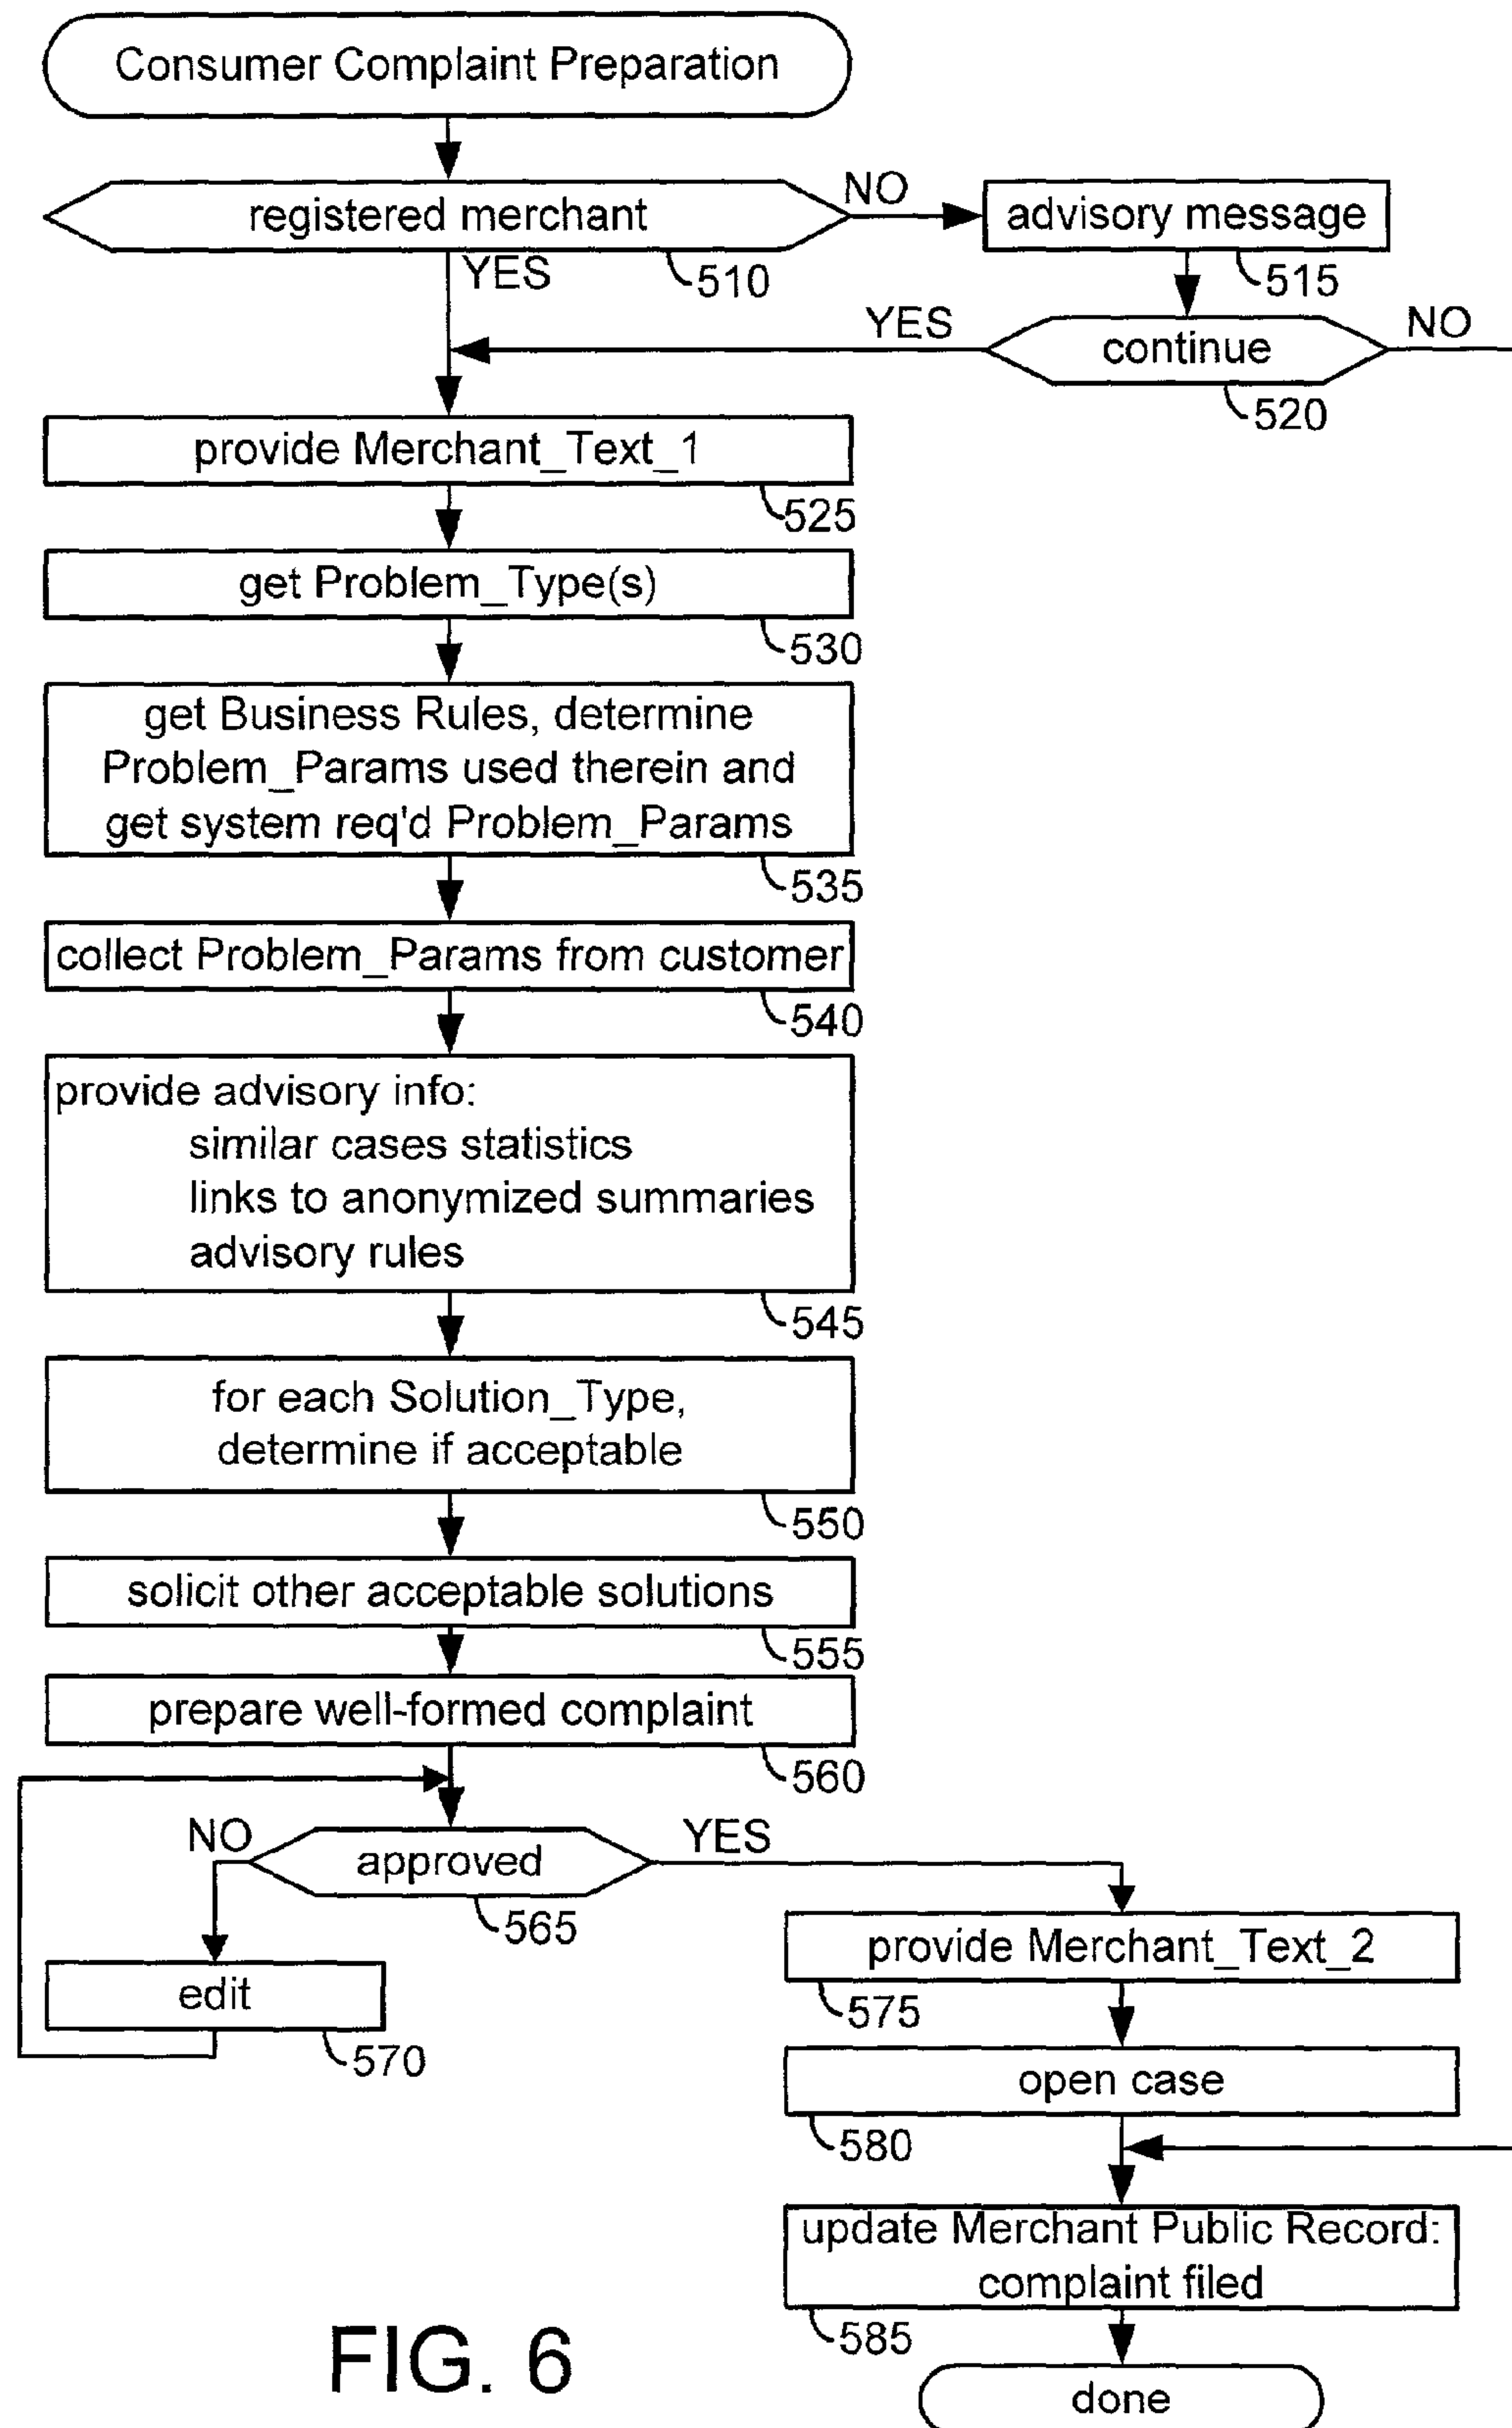 Consumer Complaint Preparation
registered merchant
NO
advisory message
YES
510
515
YES
continue
NO
520
provide Merchant_Text_1
525
get Problem_Type(s)
530
get Business Rules, determine
Problem_Params used therein and
get system req'd Problem_Params
535
collect Problem_Params from customer
540
provide advisory info:
similar cases statistics
links to anonymized summaries
advisory rules
545
for each Solution_Type,
determine if acceptable
550
solicit other acceptable solutions
555
prepare well-formed complaint
560
NO
approved
YES
565
edit
570
provide Merchant_Text_2
575
open case
580
update Merchant Public Record:
complaint filed
585
done
FIG. 6